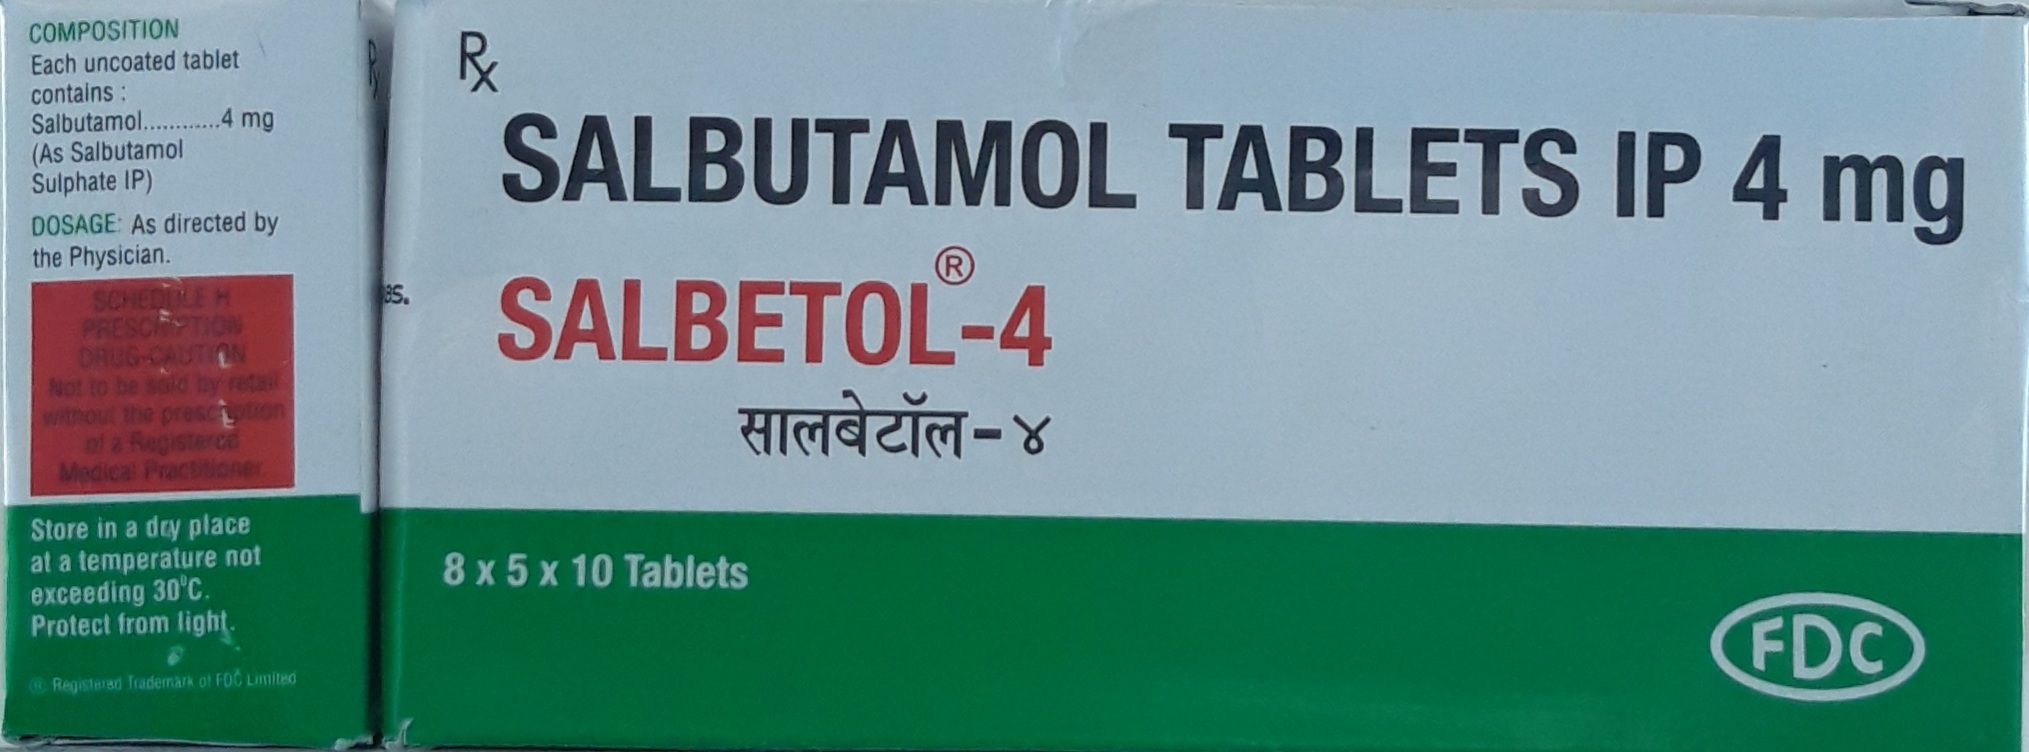 COMPOSITION
Each uncoated tablet
contains :
Salbutamol............4 mg
(As Salbutamol
Sulphate IP)
DOSAGE: As directed by
the Physician.
SCHEDULE H
PRESCRIPTION
DRUG-CAUTION
Not to be sold by retail
without the prescription
of a Registered
Medical Practitioner
Store in a dry place
at a temperature not
exceeding 30°C.
Protect from light.
® Registered Trademark of FDC Limited
Rx
SALBUTAMOL TABLETS IP 4 mg
SALBETOL®-4
सालबेटॉल-४
8 x 5 x 10 Tablets
FDC